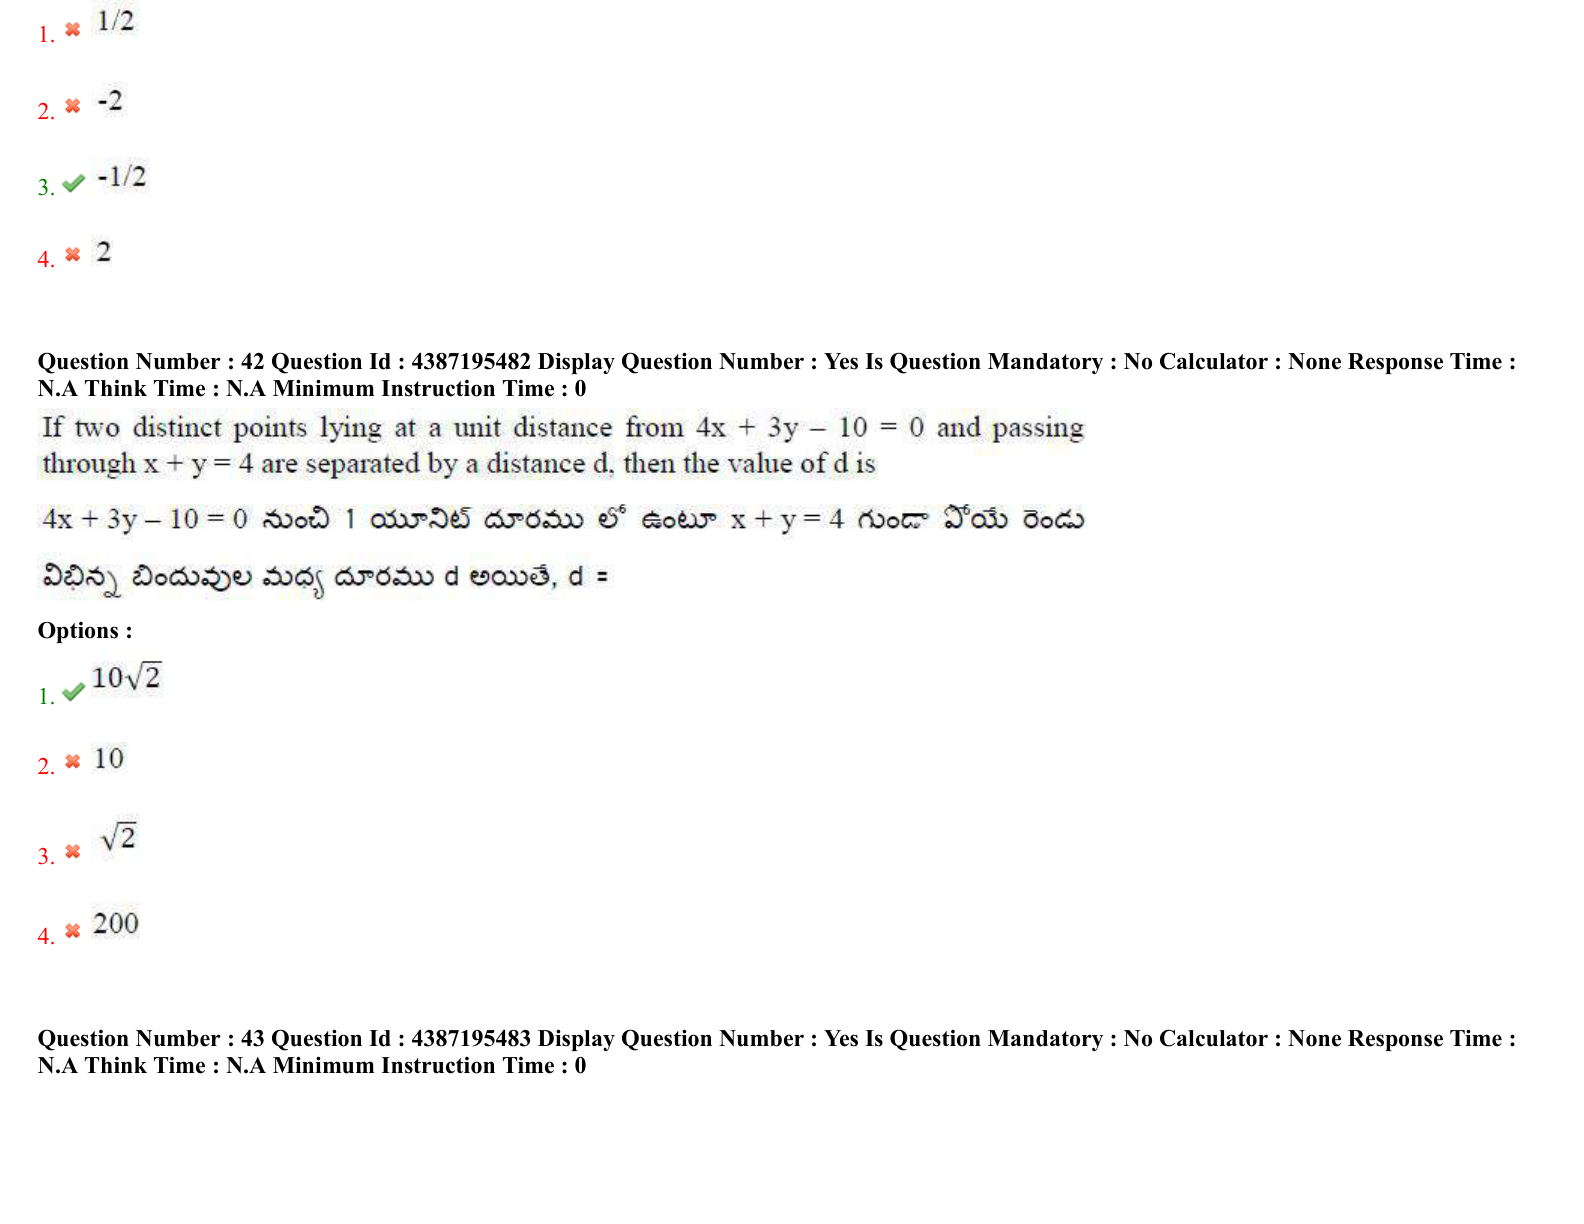 1. 1/2
2. -2
3. -1/2
4. 2
Question Number : 42 Question Id : 4387195482 Display Question Number : Yes Is Question Mandatory : No Calculator : None Response Time :
N.A Think Time : N.A Minimum Instruction Time : 0
If two distinct points lying at a unit distance from 4x + 3y – 10 = 0 and passing
through x + y = 4 are separated by a distance d, then the value of d is
4x + 3y – 10 = 0 నుంచి 1 యూనిట్ దూరము లో ఉంటూ x + y = 4 గుండా పోయే రెండు
విభిన్న బిందువుల మధ్య దూరము d అయితే, d =
Options :
1. 10√2
2. 10
3. √2
4. 200
Question Number : 43 Question Id : 4387195483 Display Question Number : Yes Is Question Mandatory : No Calculator : None Response Time :
N.A Think Time : N.A Minimum Instruction Time : 0